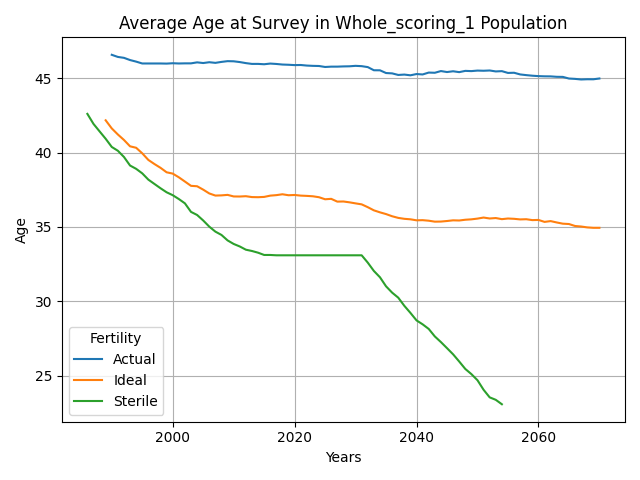 Average Age at Survey in Whole_scoring_1 Population
Age
45
40
35
30
25
Fertility
Actual
Ideal
Sterile
2000 2020 2040 2060
Years